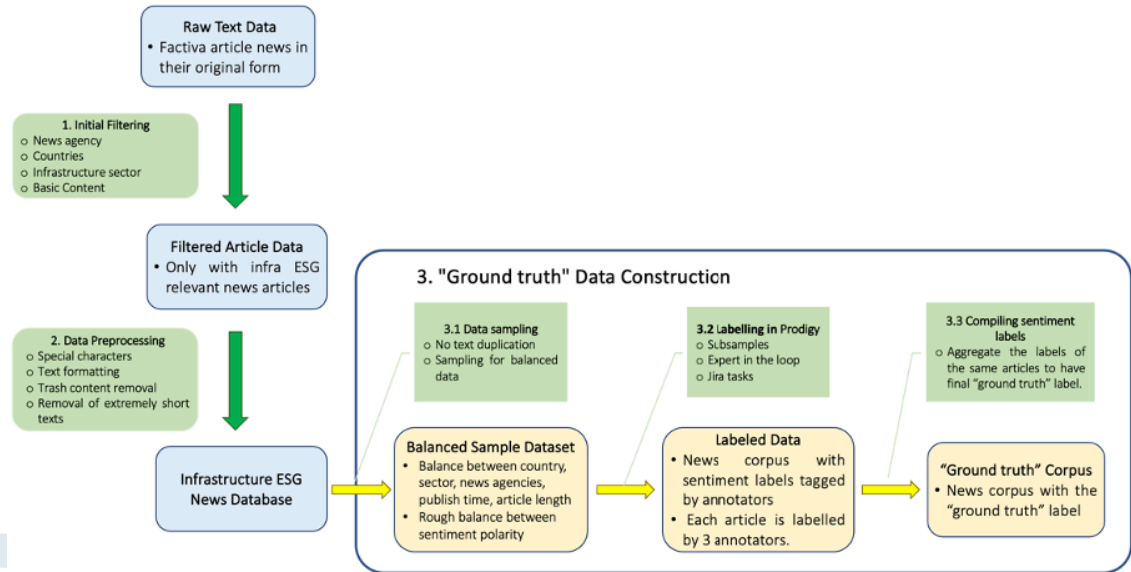 Raw Text Data
• Factiva article news in
their original form
1. Initial Filtering
o News agency
o Countries
o Infrastructure sector
o Basic Content
Filtered Article Data
• Only with infra ESG
relevant news articles
2. Data Preprocessing
o Special characters
o Text formatting
o Trash content removal
o Removal of extremely short
texts
Infrastructure ESG
News Database
3. "Ground truth" Data Construction
3.1 Data sampling
o No text duplication
o Sampling for balanced
data
3.2 Labelling in Prodigy
o Subsamples
o Expert in the loop
o Jira tasks
3.3 Compiling sentiment
labels
o Aggregate the labels of
the same articles to have
final “ground truth” label.
Balanced Sample Dataset
• Balance between country,
sector, news agencies,
publish time, article length
• Rough balance between
sentiment polarity
Labeled Data
• News corpus with
sentiment labels tagged
by annotators
• Each article is labelled
by 3 annotators.
“Ground truth” Corpus
• News corpus with the
“ground truth” label